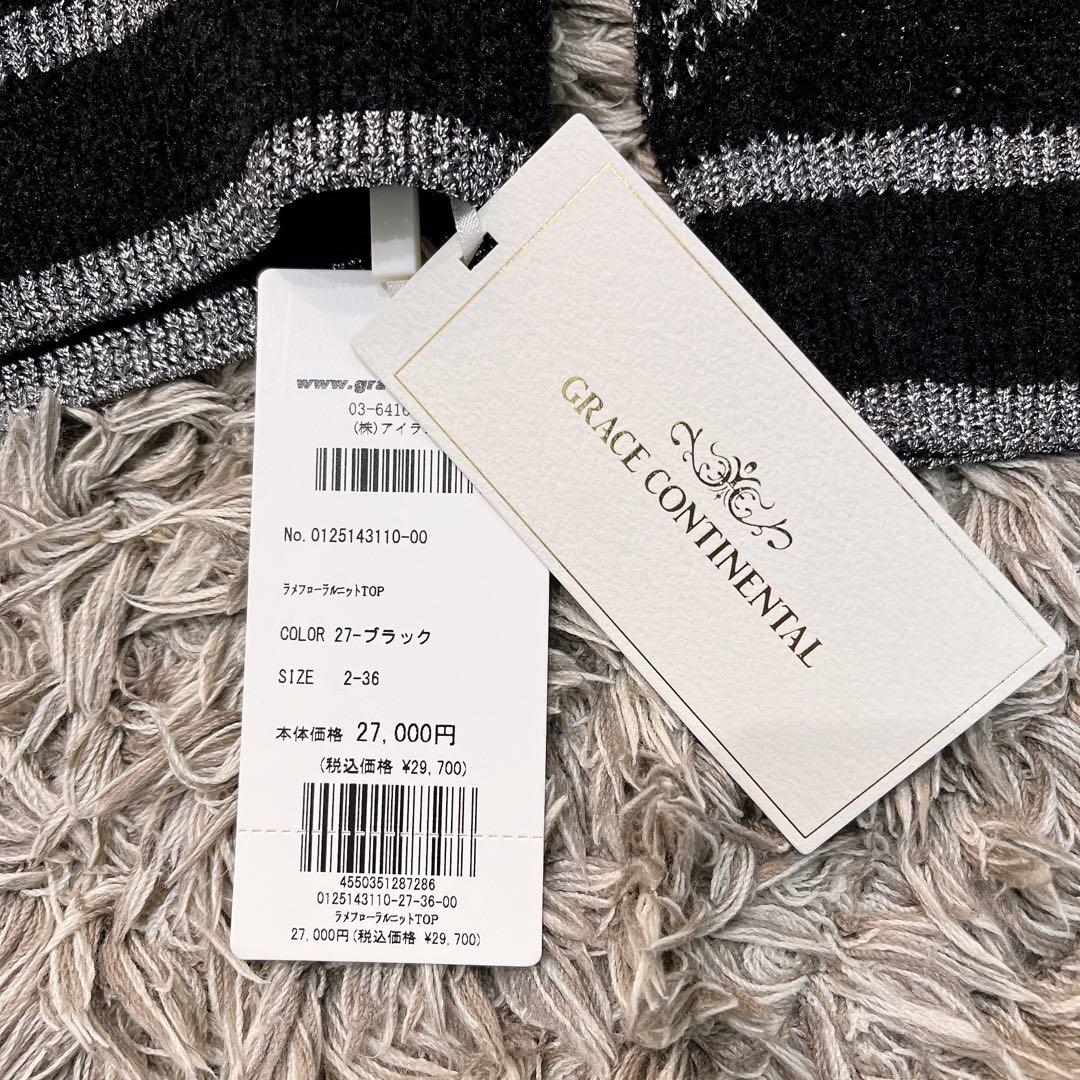 www.gra
03-6416
(株)アイラ
No.0125143110-00
ﾗﾒﾌﾛｰﾗﾙﾆｯﾄTOP
COLOR 27-ブラック
SIZE 2-36
本体価格 27,000円
(税込価格 ¥29,700)
4550351287286
0125143110-27-36-00
ﾗﾒﾌﾛｰﾗﾙﾆｯﾄTOP
27,000円(税込価格 ¥29,700)
GRACE CONTINENTAL